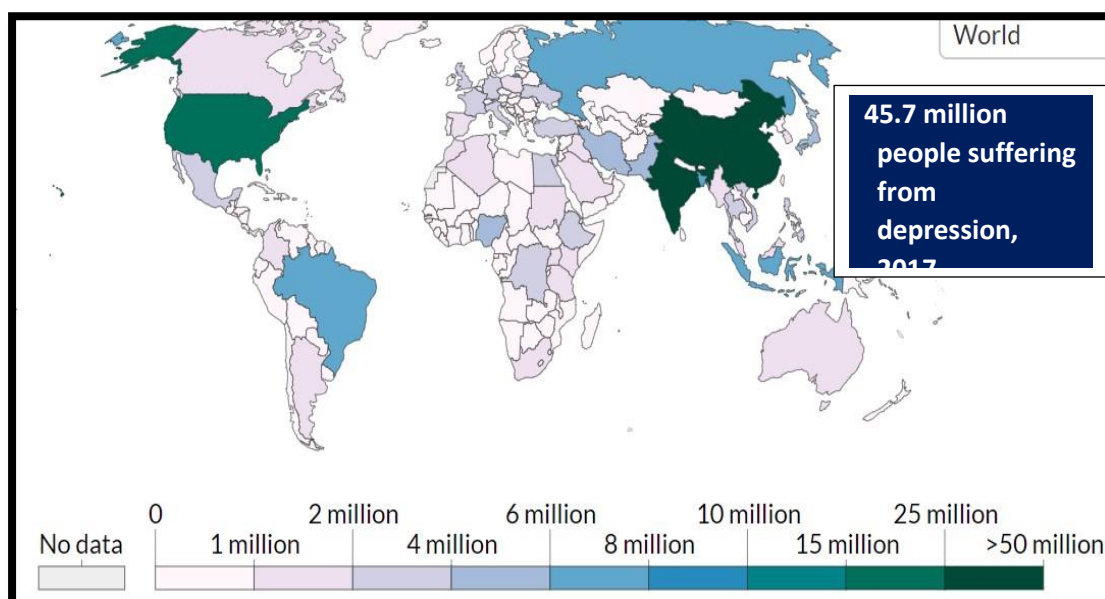 World
45.7 million
people suffering
from
depression,
2017
0 2 million 6 million 10 million 25 million
No data 1 million 4 million 8 million 15 million >50 million